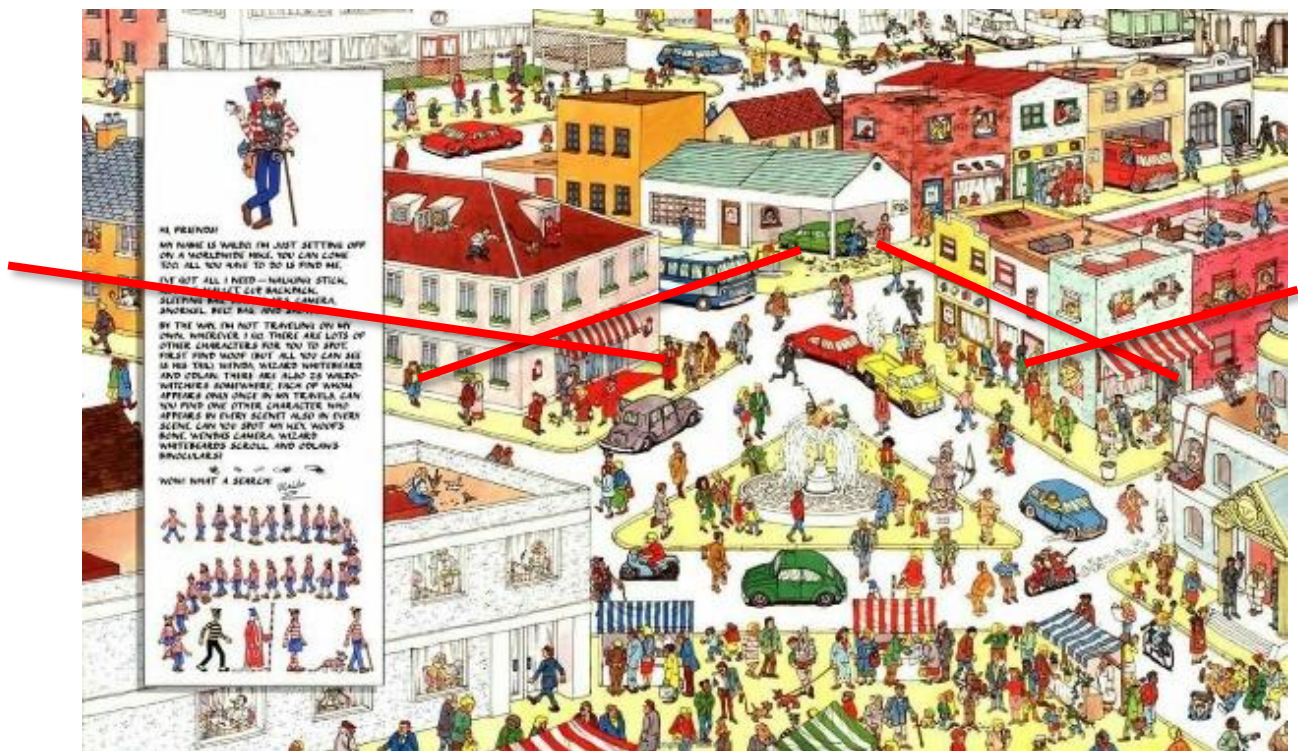 HI, FRIENDS!
MY NAME IS WALDO. I'M JUST SETTING OFF
ON A WORLDWIDE HIKE. YOU CAN COME
TOO. ALL YOU HAVE TO DO IS FIND ME.
I'VE GOT ALL I NEED — WALKING STICK,
MALLET, CUP, BACKPACK,
SLEEPING CAMERA,
SNORKEL, BELT, BAG, AND
BY THE WAY, I'M NOT TRAVELING ON MY
OWN. WHEREVER I GO, THERE ARE LOTS OF
OTHER CHARACTERS FOR YOU TO SPOT.
FIRST FIND WOOF (BUT ALL YOU CAN SEE
IS HIS TAIL), WENDA, WIZARD WHITEBEARD
AND ODLAW. THERE ARE ALSO 25 WALDO-
WATCHERS SOMEWHERE, EACH OF WHOM
APPEARS ONLY ONCE IN MY TRAVELS. CAN
YOU FIND ONE OTHER CHARACTER WHO
APPEARS IN EVERY SCENE? ALSO IN EVERY
SCENE, CAN YOU SPOT MY KEY, WOOF'S
BONE, WENDA'S CAMERA, WIZARD
WHITEBEARD'S SCROLL, AND ODLAW'S
BINOCULARS?
WOW! WHAT A SEARCH!
Waldo